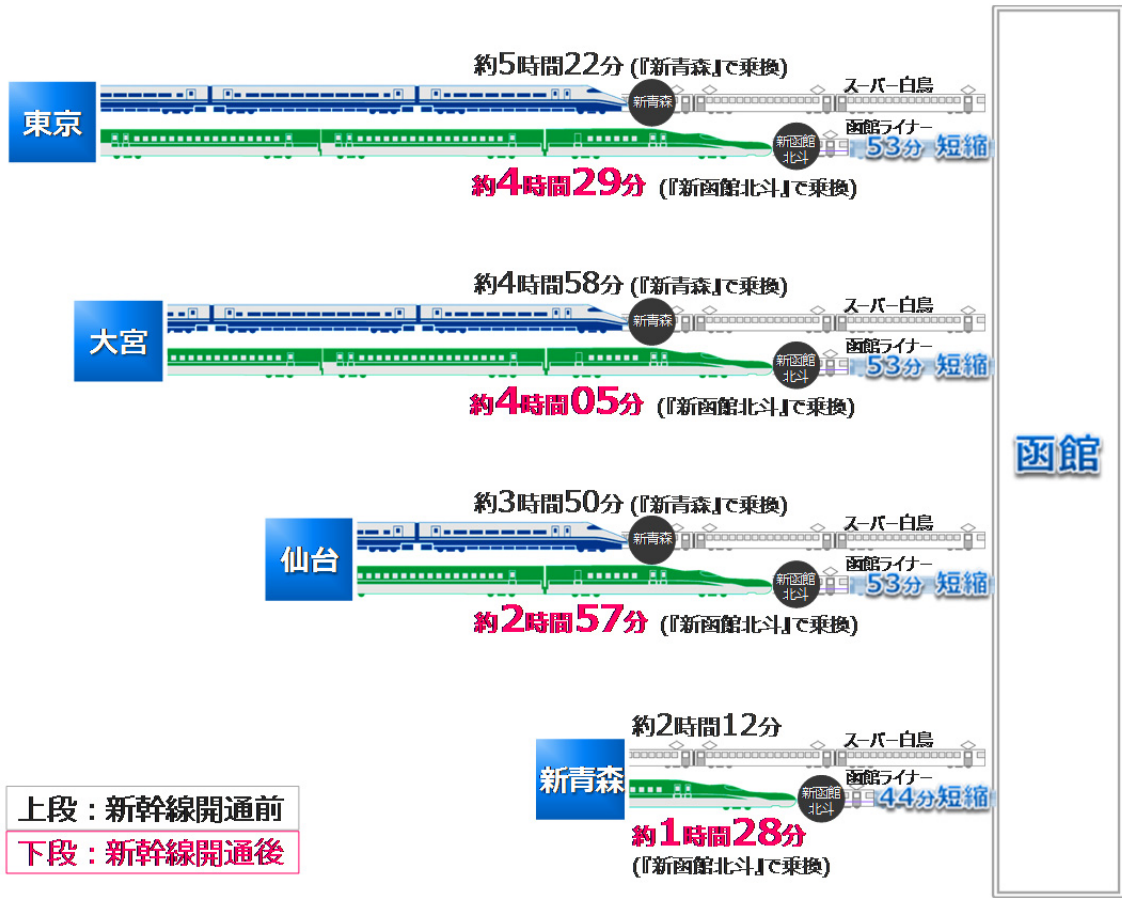 約5時間22分 (『新青森』で乗換)
東京
新青森
スーパー白鳥
新函館
北斗
函館ライナー
53分 短縮
約4時間29分 (『新函館北斗』で乗換)
約4時間58分 (『新青森』で乗換)
大宮
新青森
スーパー白鳥
新函館
北斗
函館ライナー
53分 短縮
約4時間05分 (『新函館北斗』で乗換)
函館
約3時間50分 (『新青森』で乗換)
仙台
新青森
スーパー白鳥
新函館
北斗
函館ライナー
53分 短縮
約2時間57分 (『新函館北斗』で乗換)
約2時間12分
新青森
スーパー白鳥
新函館
北斗
函館ライナー
44分短縮
約1時間28分
(『新函館北斗』で乗換)
上段：新幹線開通前
下段：新幹線開通後